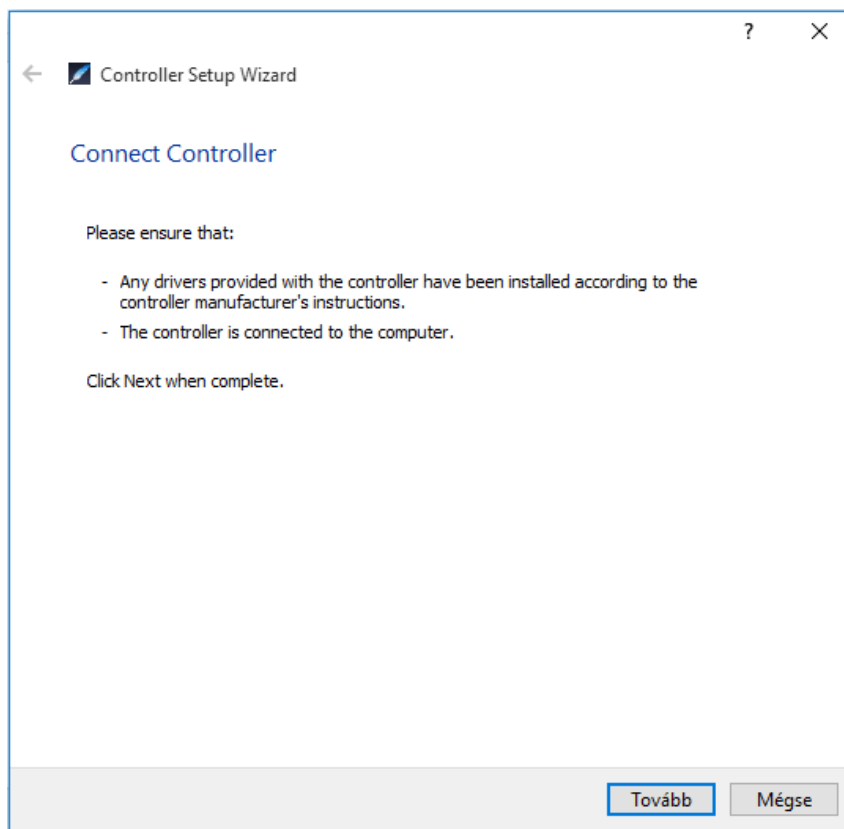 ?
Controller Setup Wizard
Connect Controller
Please ensure that:
- Any drivers provided with the controller have been installed according to the
controller manufacturer's instructions.
- The controller is connected to the computer.
Click Next when complete.
Tovább Mégse